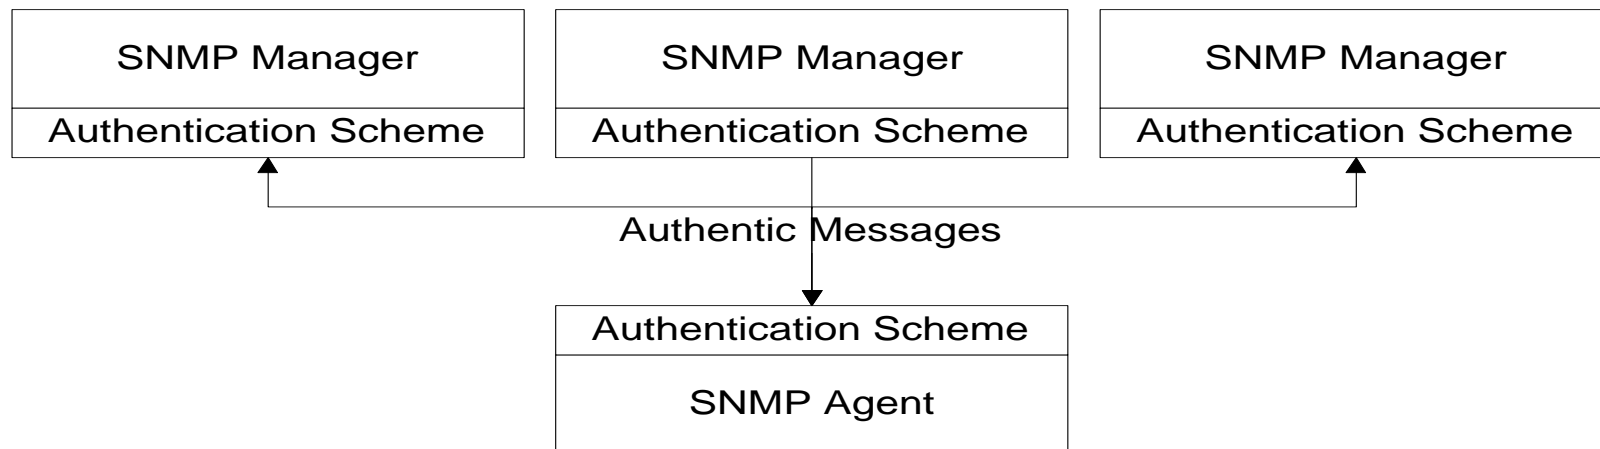 SNMP Manager
SNMP Manager
SNMP Manager
Authentication Scheme
Authentication Scheme
Authentication Scheme
Authentic Messages
Authentication Scheme
SNMP Agent